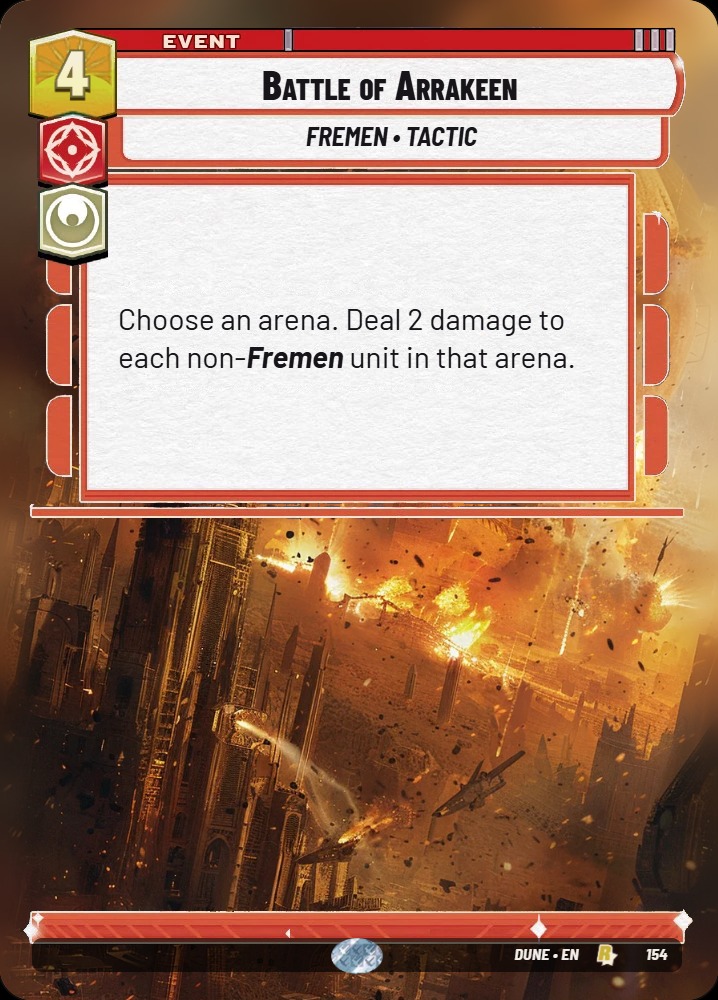 EVENT
4
BATTLE OF ARRAKEEN
FREMEN • TACTIC
Choose an arena. Deal 2 damage to
each non-Fremen unit in that arena.
DUNE • EN R 154